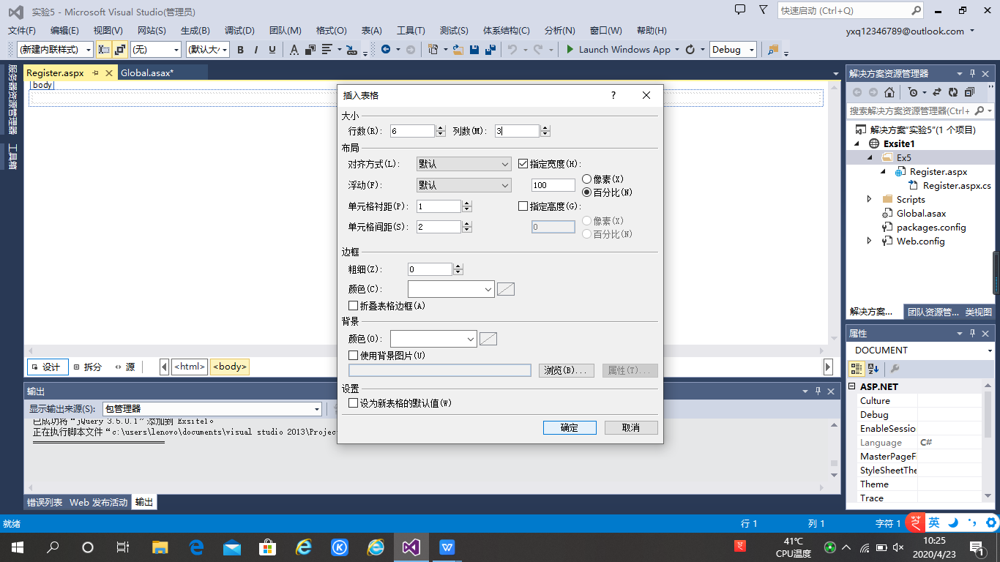 实验5 - Microsoft Visual Studio(管理员)
快速启动 (Ctrl+Q)
文件(F) 编辑(E) 视图(V) 网站(S) 生成(B) 调试(D) 团队(M) 格式(O) 表(A) 工具(T) 测试(S) 体系结构(C) 分析(N) 窗口(W) 帮助(H)
yxq12346789@outlook.com
(新建内联样式) (无) (默认大小 B I U A Launch Windows App Debug
服务器资源管理器
工具箱
Register.aspx Global.asax*
body
插入表格 ?
大小
行数(R): 6 列数(M): 3
布局
对齐方式(L): 默认 指定宽度(H):
浮动(F): 默认 100 像素(X)
百分比(N)
单元格衬距(P): 1 指定高度(G):
单元格间距(S): 2 0 像素(X)
百分比(N)
边框
粗细(Z): 0
颜色(C):
折叠表格边框(A)
背景
颜色(O):
使用背景图片(U)
浏览(B)... 属性(T)...
设置
设为新表格的默认值(W)
确定 取消
设计 拆分 源 <html> <body>
输出
显示输出来源(S): 包管理器
已成功将“jQuery 3.5.0.1”添加到 Exsite1。
正在执行脚本文件“c:\users\lenovo\documents\visual studio 2013\Projec
错误列表 Web 发布活动 输出
解决方案资源管理器
搜索解决方案资源管理器(Ctrl+
解决方案“实验5”(1 个项目)
Exsite1
Ex5
Register.aspx
Register.aspx.cs
Scripts
Global.asax
packages.config
Web.config
解决方案... 团队资源管... 类视图
属性
DOCUMENT
ASP.NET
Culture
Debug
EnableSessio
Language C#
MasterPageF
StyleSheetThe
Theme
Trace
就绪 行 1 列 1 字符 1 英
41℃
CPU温度
10:25
2020/4/23
1